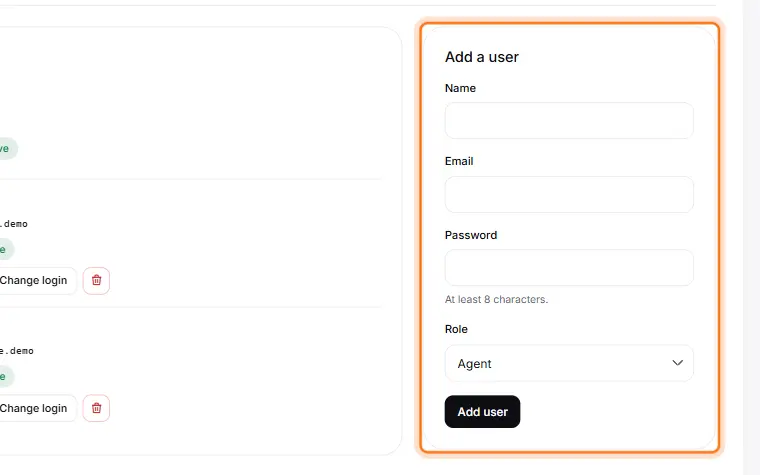 .demo
Change login
e.demo
Change login
Add a user
Name
Email
Password
At least 8 characters.
Role
Agent
Add user